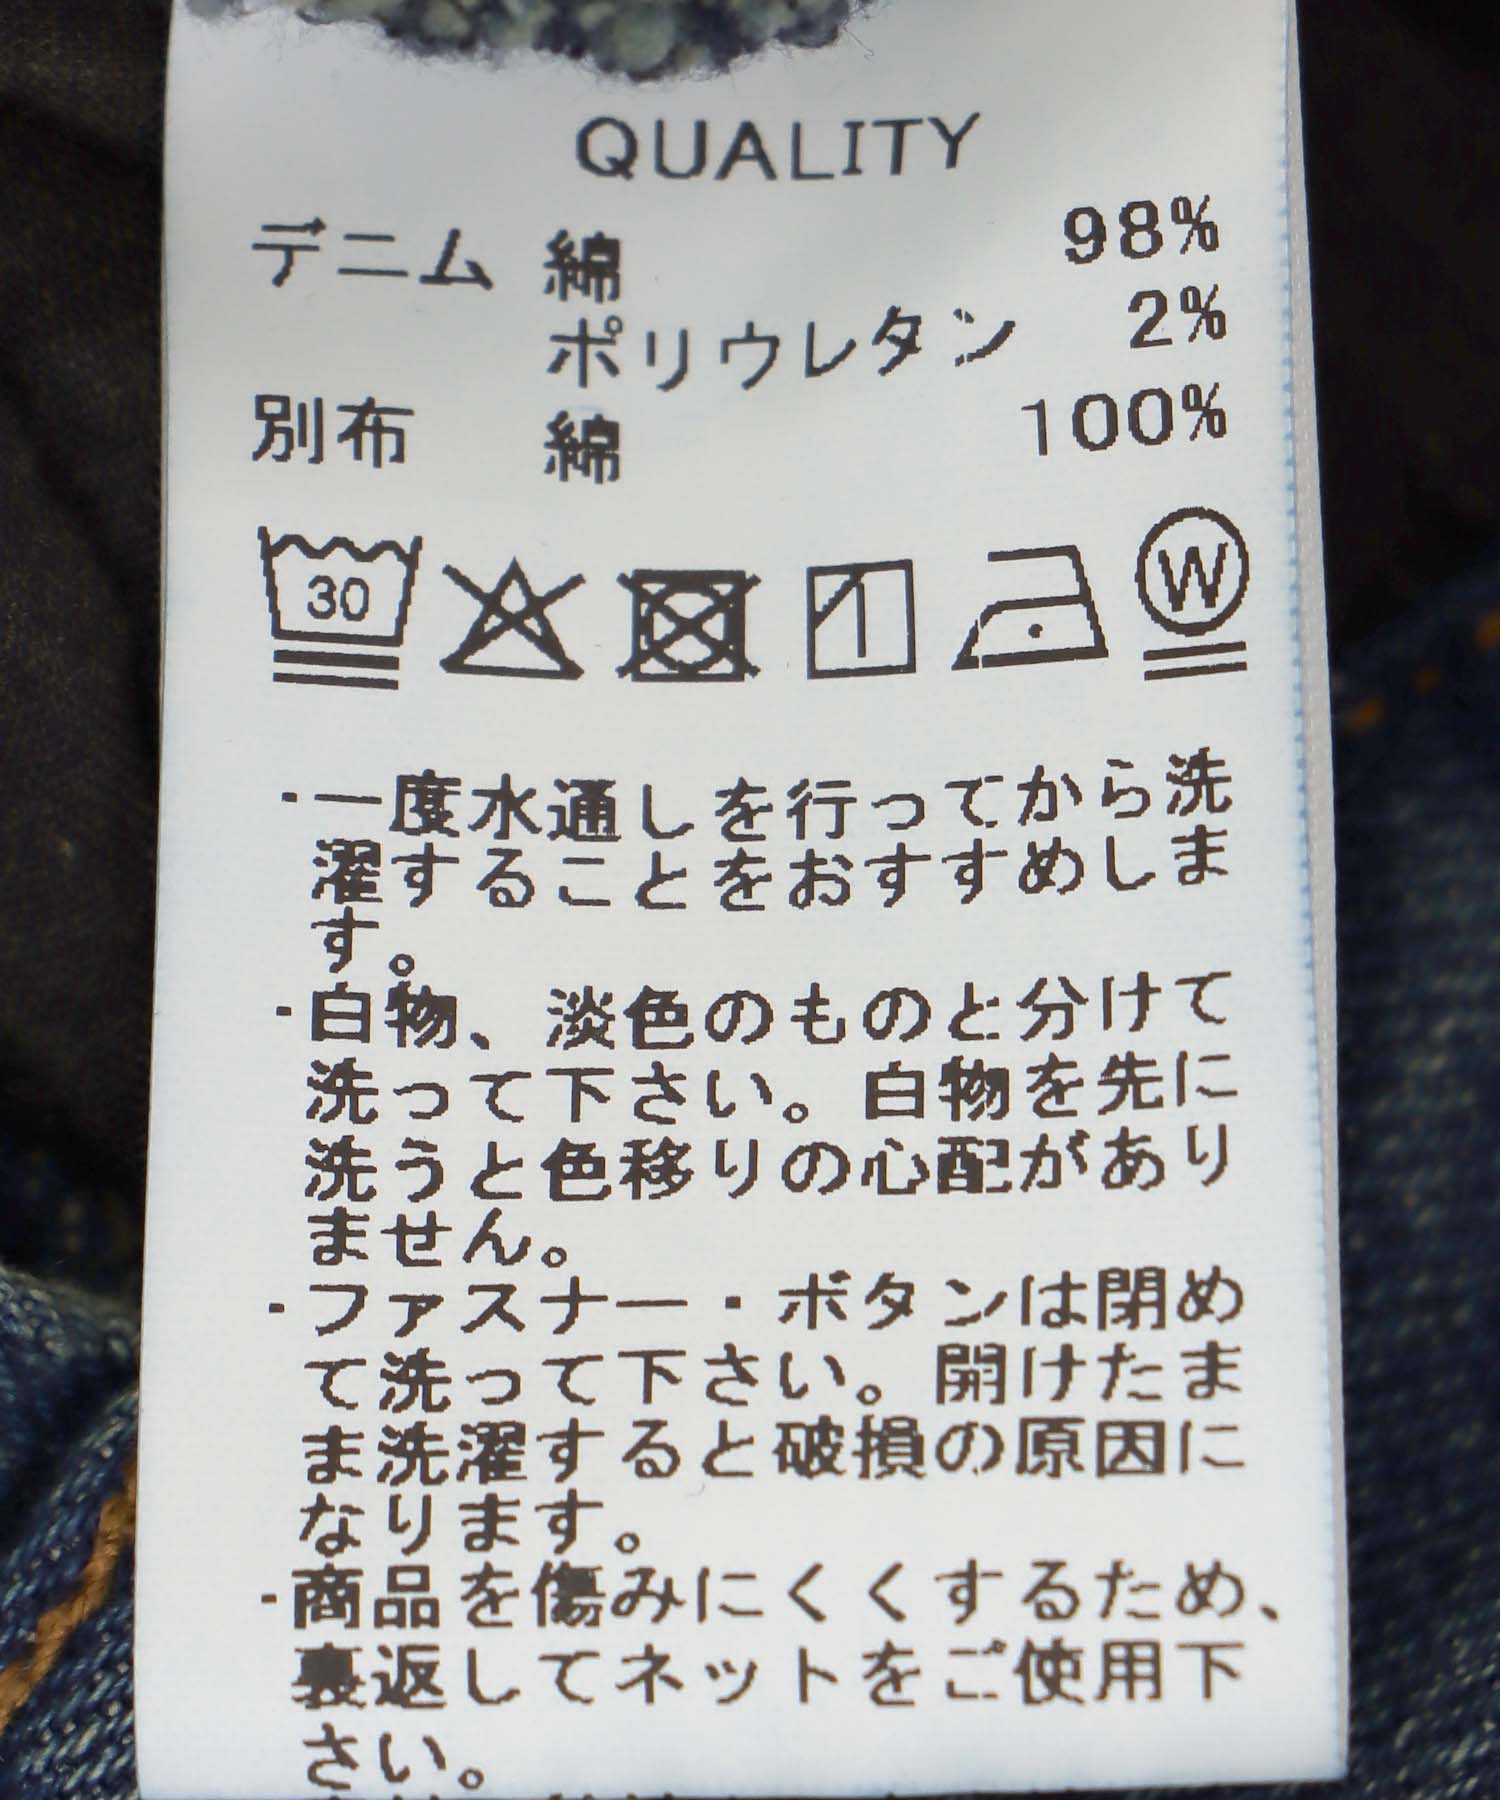 QUALITY
デニム 綿 98%
ポリウレタン 2%
別布 綿 100%
30
W
・一度水通しを行ってから洗
濯することをおすすめしま
す。
・白物、淡色のものと分けて
洗って下さい。白物を先に
洗うと色移りの心配があり
ません。
・ファスナー・ボタンは閉め
て洗って下さい。開けたま
ま洗濯すると破損の原因に
なります。
・商品を傷みにくくするため、
裏返してネットをご使用下
さい。